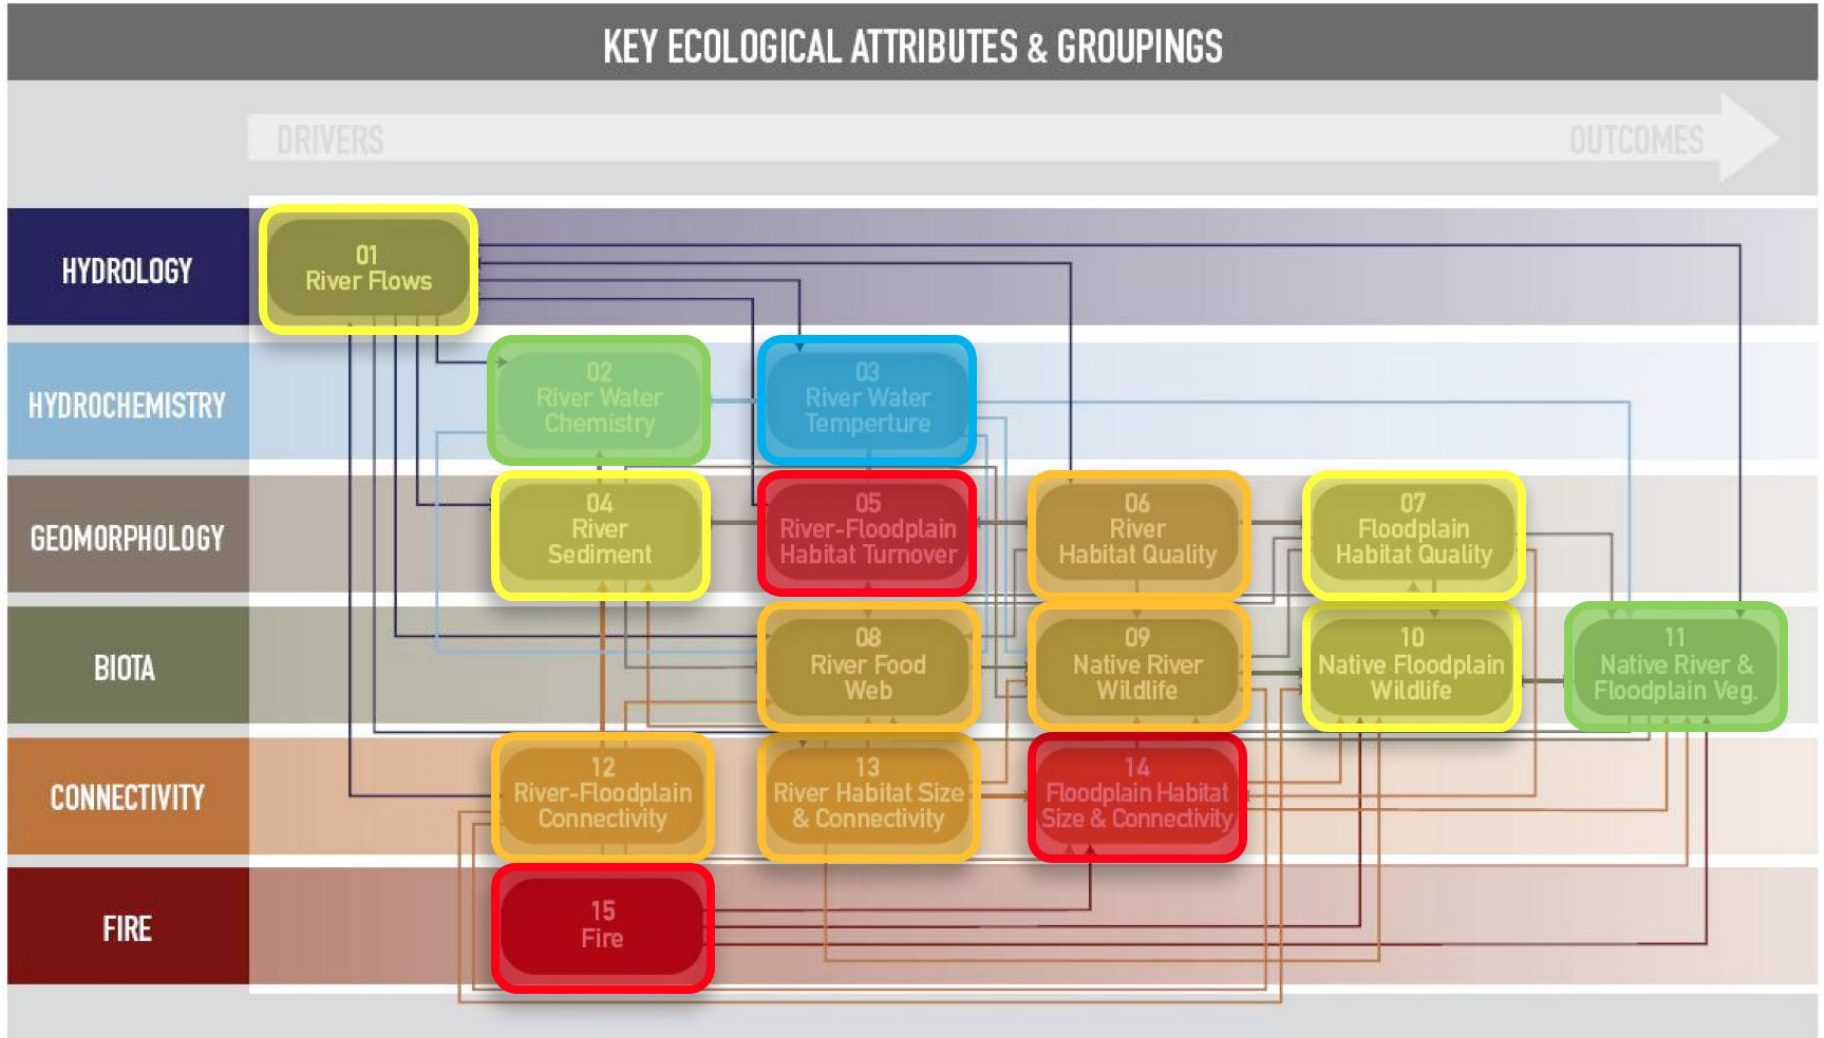 KEY ECOLOGICAL ATTRIBUTES & GROUPINGS
DRIVERS
OUTCOMES
HYDROLOGY
01
River Flows
HYDROCHEMISTRY
02
River Water
Chemistry
03
River Water
Temperture
GEOMORPHOLOGY
04
River
Sediment
05
River-Floodplain
Habitat Turnover
06
River
Habitat Quality
07
Floodplain
Habitat Quality
BIOTA
08
River Food
Web
09
Native River
Wildlife
10
Native Floodplain
Wildlife
11
Native River &
Floodplain Veg.
CONNECTIVITY
12
River-Floodplain
Connectivity
13
River Habitat Size
& Connectivity
14
Floodplain Habitat
Size & Connectivity
FIRE
15
Fire